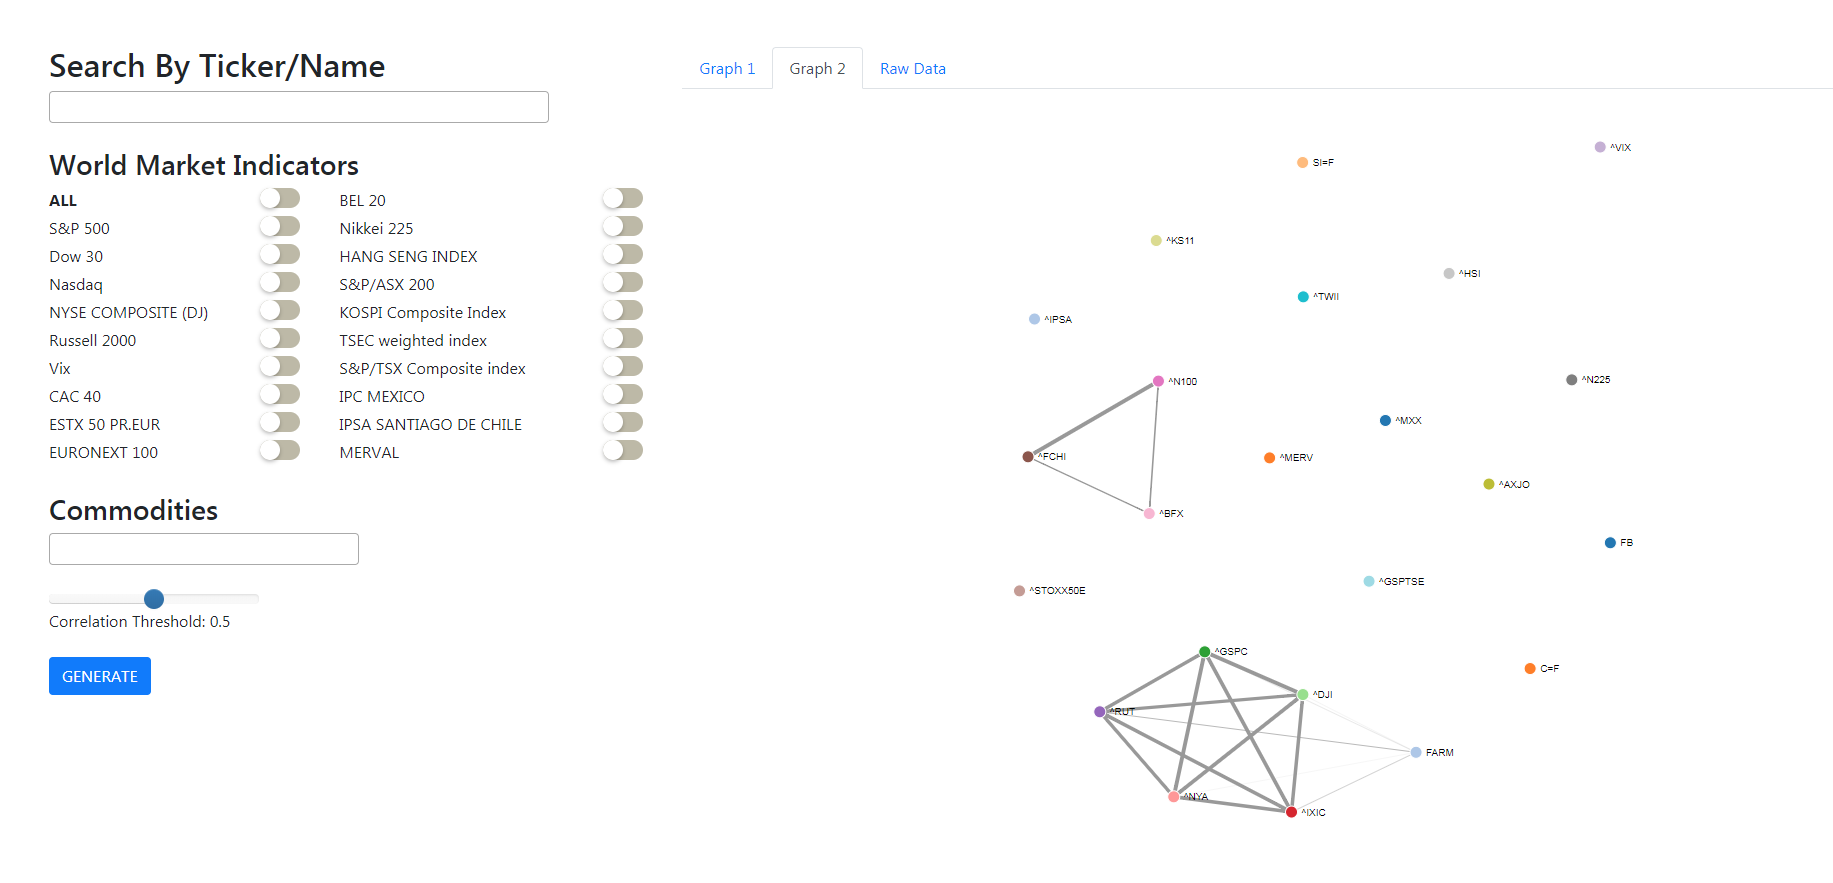 Search By Ticker/Name
World Market Indicators
ALL
S&P 500
Dow 30
Nasdaq
NYSE COMPOSITE (DJ)
Russell 2000
Vix
CAC 40
ESTX 50 PR.EUR
EURONEXT 100
BEL 20
Nikkei 225
HANG SENG INDEX
S&P/ASX 200
KOSPI Composite Index
TSEC weighted index
S&P/TSX Composite index
IPC MEXICO
IPSA SANTIAGO DE CHILE
MERVAL
Commodities
Correlation Threshold: 0.5
GENERATE
Graph 1
Graph 2
Raw Data
^VIX
SI=F
^KS11
^HSI
^TWII
^IPSA
^N100
^N225
^MXX
^FCHI
^MERV
^AXJO
^BFX
FB
^GSPTSE
^STOXX50E
^GSPC
C=F
^DJI
^RUT
FARM
^NYA
^IXIC